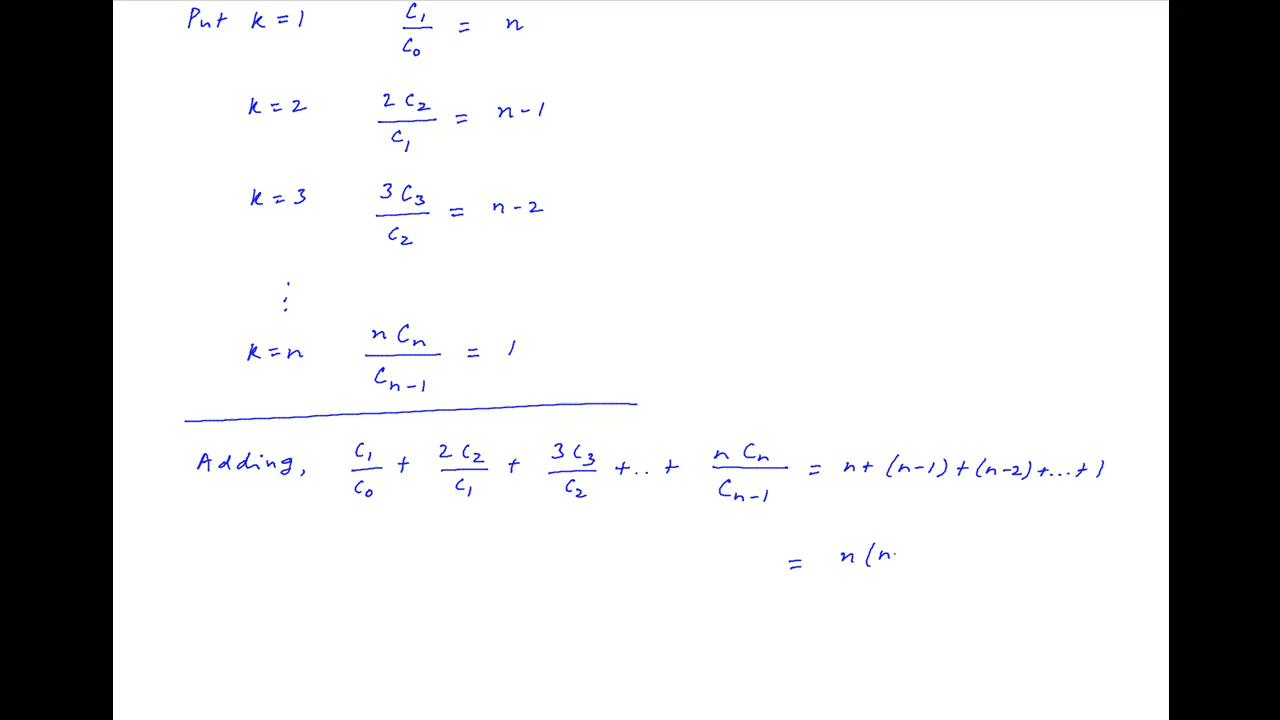 Put k = 1 C₁/C₀ = n
k = 2 2C₂/C₁ = n - 1
k = 3 3C₃/C₂ = n - 2
⋮
k = n nCₙ/Cₙ₋₁ = 1
Adding, C₁/C₀ + 2C₂/C₁ + 3C₃/C₂ + .. + nCₙ/Cₙ₋₁ = n + (n-1) + (n-2) + ... + 1
= n(n